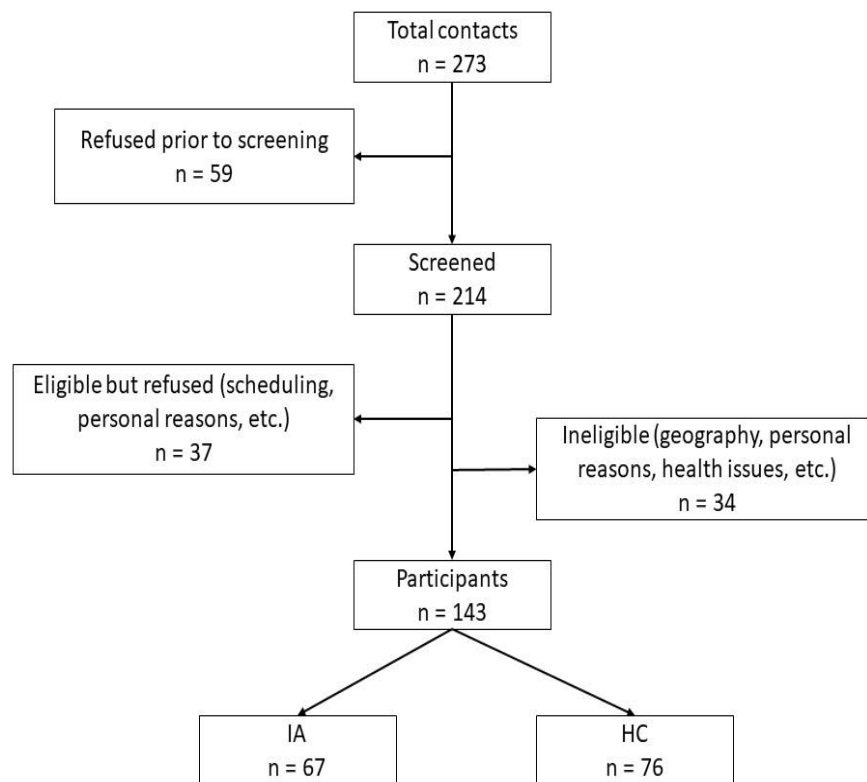 Total contacts
n = 273
Refused prior to screening
n = 59
Screened
n = 214
Eligible but refused (scheduling,
personal reasons, etc.)
n = 37
Ineligible (geography, personal
reasons, health issues, etc.)
n = 34
Participants
n = 143
IA
n = 67
HC
n = 76